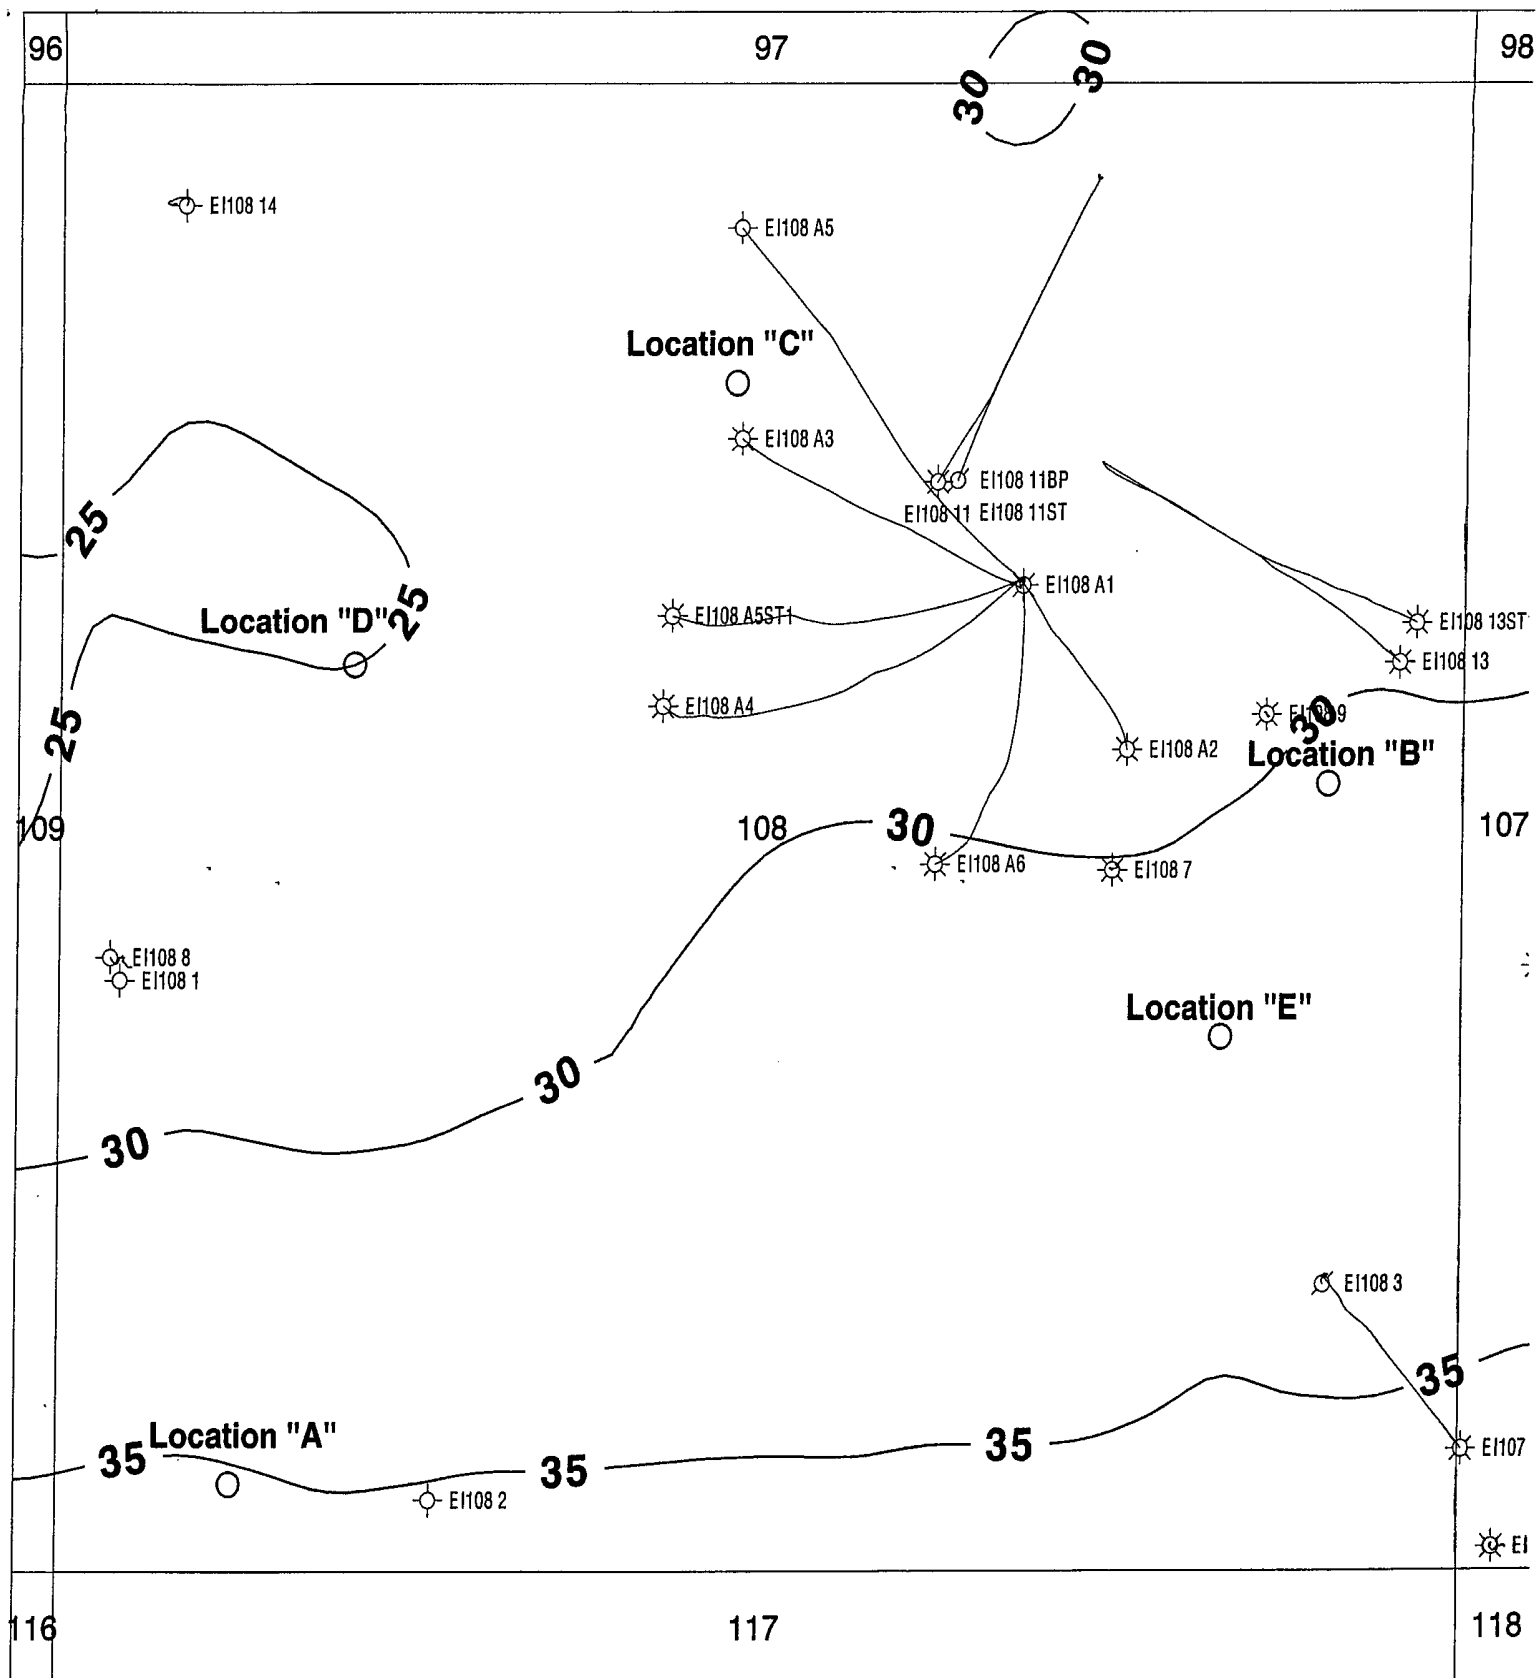 96
97
98
30
30
EI108 14
EI108 A5
Location "C"
EI108 A3
EI108 11BP
EI108 11 EI108 11ST
25
EI108 A1
25
Location "D"
EI108 A5ST1
EI108 13ST
EI108 13
EI108 A4
25
EI108 9
30
EI108 A2
Location "B"
109
108
30
107
EI108 A6
EI108 7
EI108 8
EI108 1
Location "E"
30
30
EI108 3
35
Location "A"
35
35
35
EI107
EI108 2
EI
116
117
118